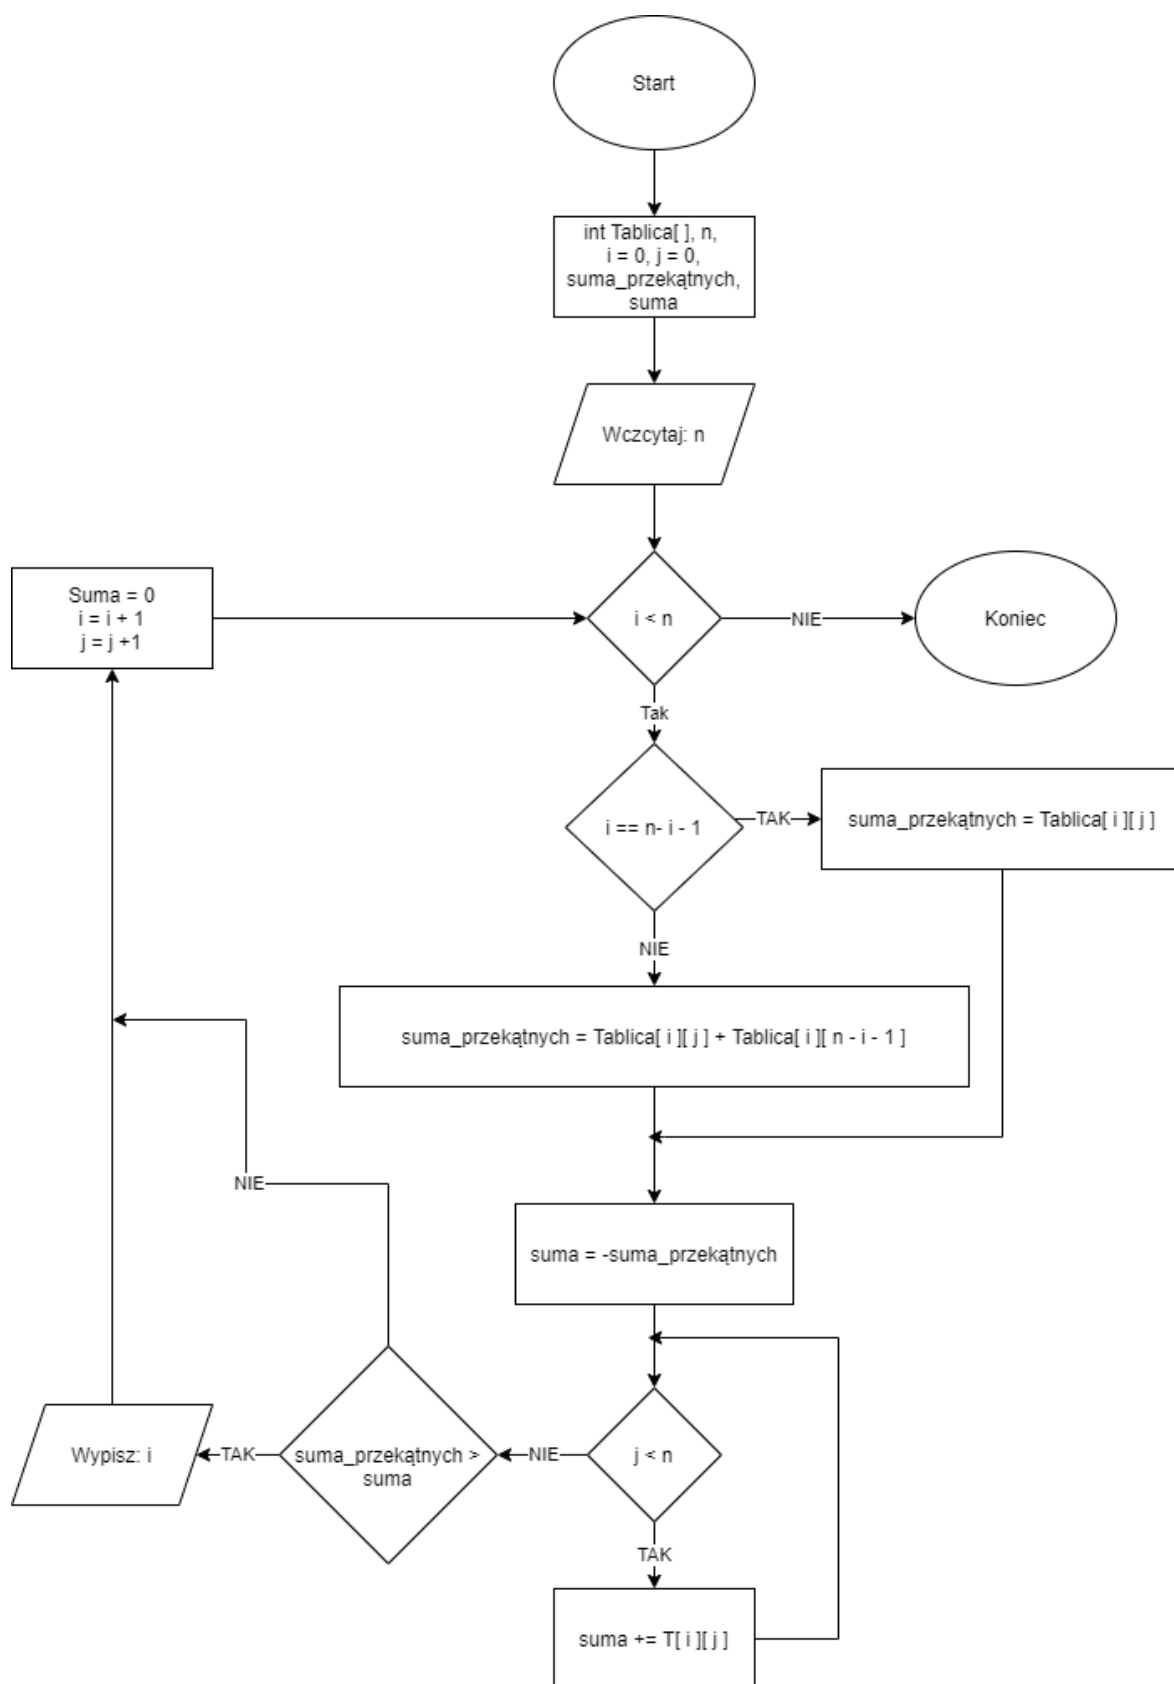 Start
int Tablica[ ], n,
i = 0, j = 0,
suma_przekątnych,
suma
Wczcytaj: n
Suma = 0
i = i + 1
j = j +1
i < n
NIE
Koniec
Tak
i == n- i - 1
TAK
suma_przekątnych = Tablica[ i ][ j ]
NIE
suma_przekątnych = Tablica[ i ][ j ] + Tablica[ i ][ n - i - 1 ]
NIE
suma = -suma_przekątnych
Wypisz: i
TAK
suma_przekątnych >
suma
NIE
j < n
TAK
suma += T[ i ][ j ]